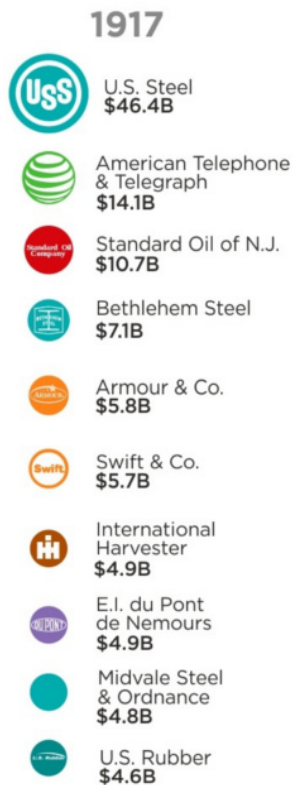 1917
USS
U.S. Steel
$46.4B
American Telephone
& Telegraph
$14.1B
Standard Oil
Company
Standard Oil of N.J.
$10.7B
Bethlehem Steel
$7.1B
ARMOUR
Armour & Co.
$5.8B
Swift
Swift & Co.
$5.7B
International
Harvester
$4.9B
DU PONT
E.I. du Pont
de Nemours
$4.9B
Midvale Steel
& Ordnance
$4.8B
U.S. Rubber
U.S. Rubber
$4.6B